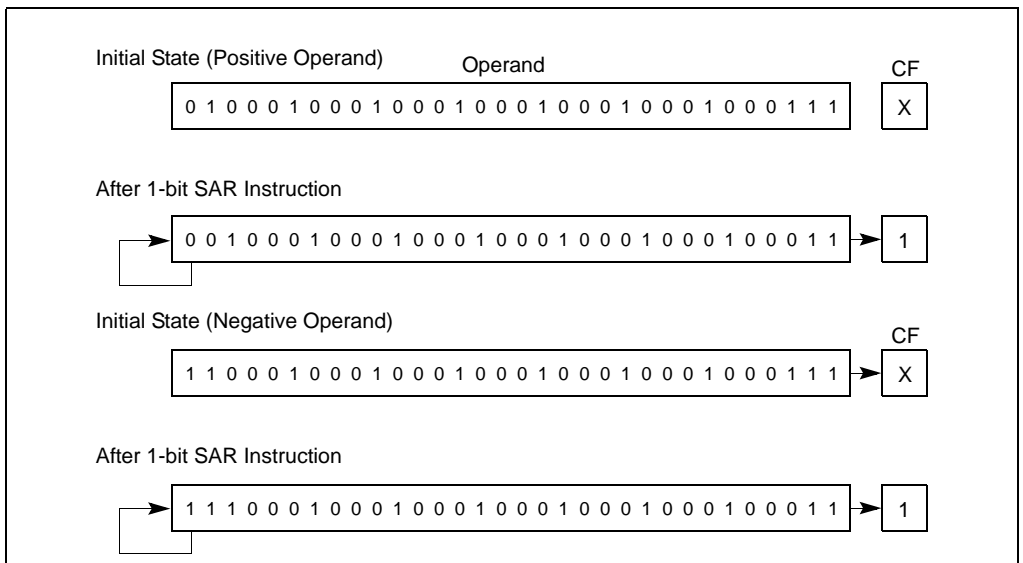 Initial State (Positive Operand) Operand CF
0 1 0 0 0 1 0 0 0 1 0 0 0 1 0 0 0 1 0 0 0 1 0 0 0 1 0 0 0 1 1 1 X
After 1-bit SAR Instruction
0 0 1 0 0 0 1 0 0 0 1 0 0 0 1 0 0 0 1 0 0 0 1 0 0 0 1 0 0 0 1 1 1
Initial State (Negative Operand) CF
1 1 0 0 0 1 0 0 0 1 0 0 0 1 0 0 0 1 0 0 0 1 0 0 0 1 0 0 0 1 1 1 X
After 1-bit SAR Instruction
1 1 1 0 0 0 1 0 0 0 1 0 0 0 1 0 0 0 1 0 0 0 1 0 0 0 1 0 0 0 1 1 1